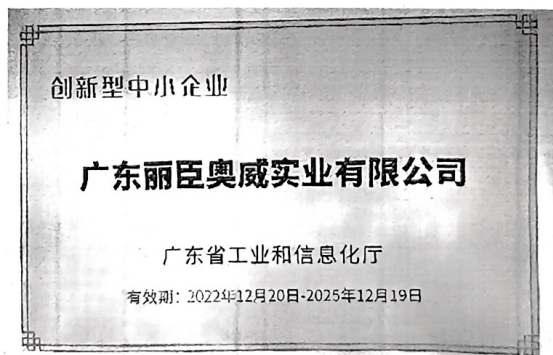 创新型中小企业
广东丽臣奥威实业有限公司
广东省工业和信息化厅
有效期：2022年12月20日-2025年12月19日